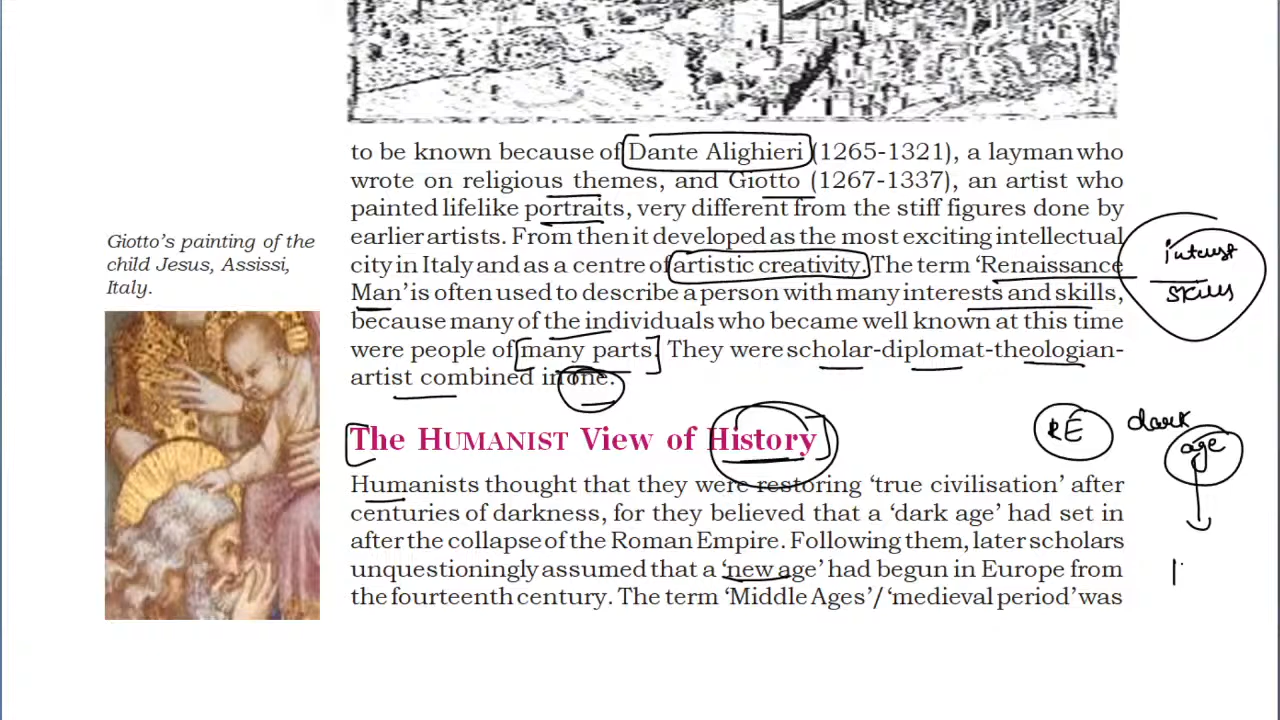 to be known because of Dante Alighieri (1265-1321), a layman who
wrote on religious themes, and Giotto (1267-1337), an artist who
painted lifelike portraits, very different from the stiff figures done by
earlier artists. From then it developed as the most exciting intellectual
city in Italy and as a centre of artistic creativity. The term ‘Renaissance
Man’ is often used to describe a person with many interests and skills,
because many of the individuals who became well known at this time
were people of many parts. They were scholar-diplomat-theologian-
artist combined in one.
Giotto’s painting of the
child Jesus, Assissi,
Italy.
interest
skills
The HUMANIST View of History
RE
dark
age
Humanists thought that they were restoring ‘true civilisation’ after
centuries of darkness, for they believed that a ‘dark age’ had set in
after the collapse of the Roman Empire. Following them, later scholars
unquestioningly assumed that a ‘new age’ had begun in Europe from
the fourteenth century. The term ‘Middle Ages’/ ‘medieval period’ was